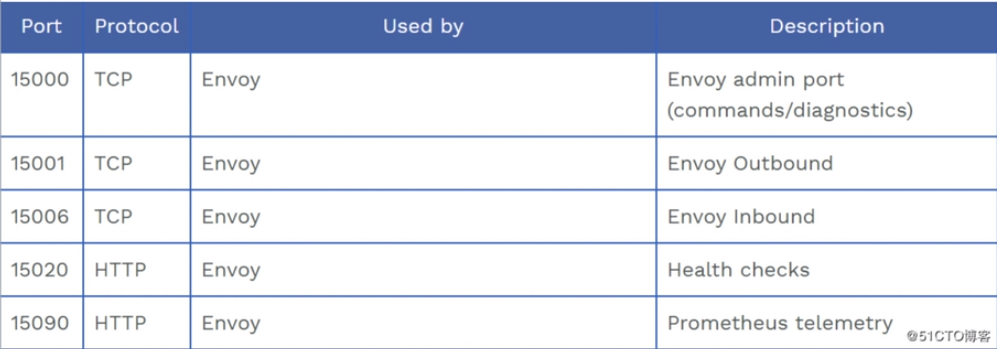 Port Protocol Used by Description
15000 TCP Envoy Envoy admin port
(commands/diagnostics)
15001 TCP Envoy Envoy Outbound
15006 TCP Envoy Envoy Inbound
15020 HTTP Envoy Health checks
15090 HTTP Envoy Prometheus telemetry
@51CTO博客